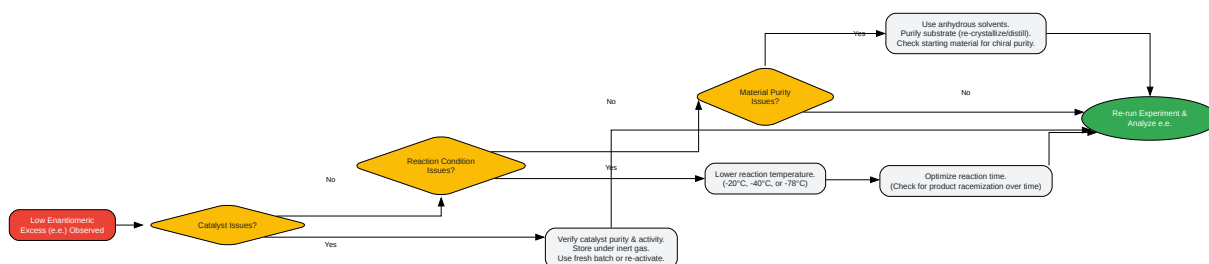 Low Enantiomeric
Excess (e.e.) Observed
Catalyst Issues?
No
Yes
Reaction Condition
Issues?
No
Yes
Verify catalyst purity & activity.
Store under inert gas.
Use fresh batch or re-activate.
Material Purity
Issues?
Yes
No
Lower reaction temperature.
(-20°C, -40°C, or -78°C)
Optimize reaction time.
(Check for product racemization over time)
Use anhydrous solvents.
Purify substrate (re-crystallize/distill).
Check starting material for chiral purity.
Re-run Experiment &
Analyze e.e.